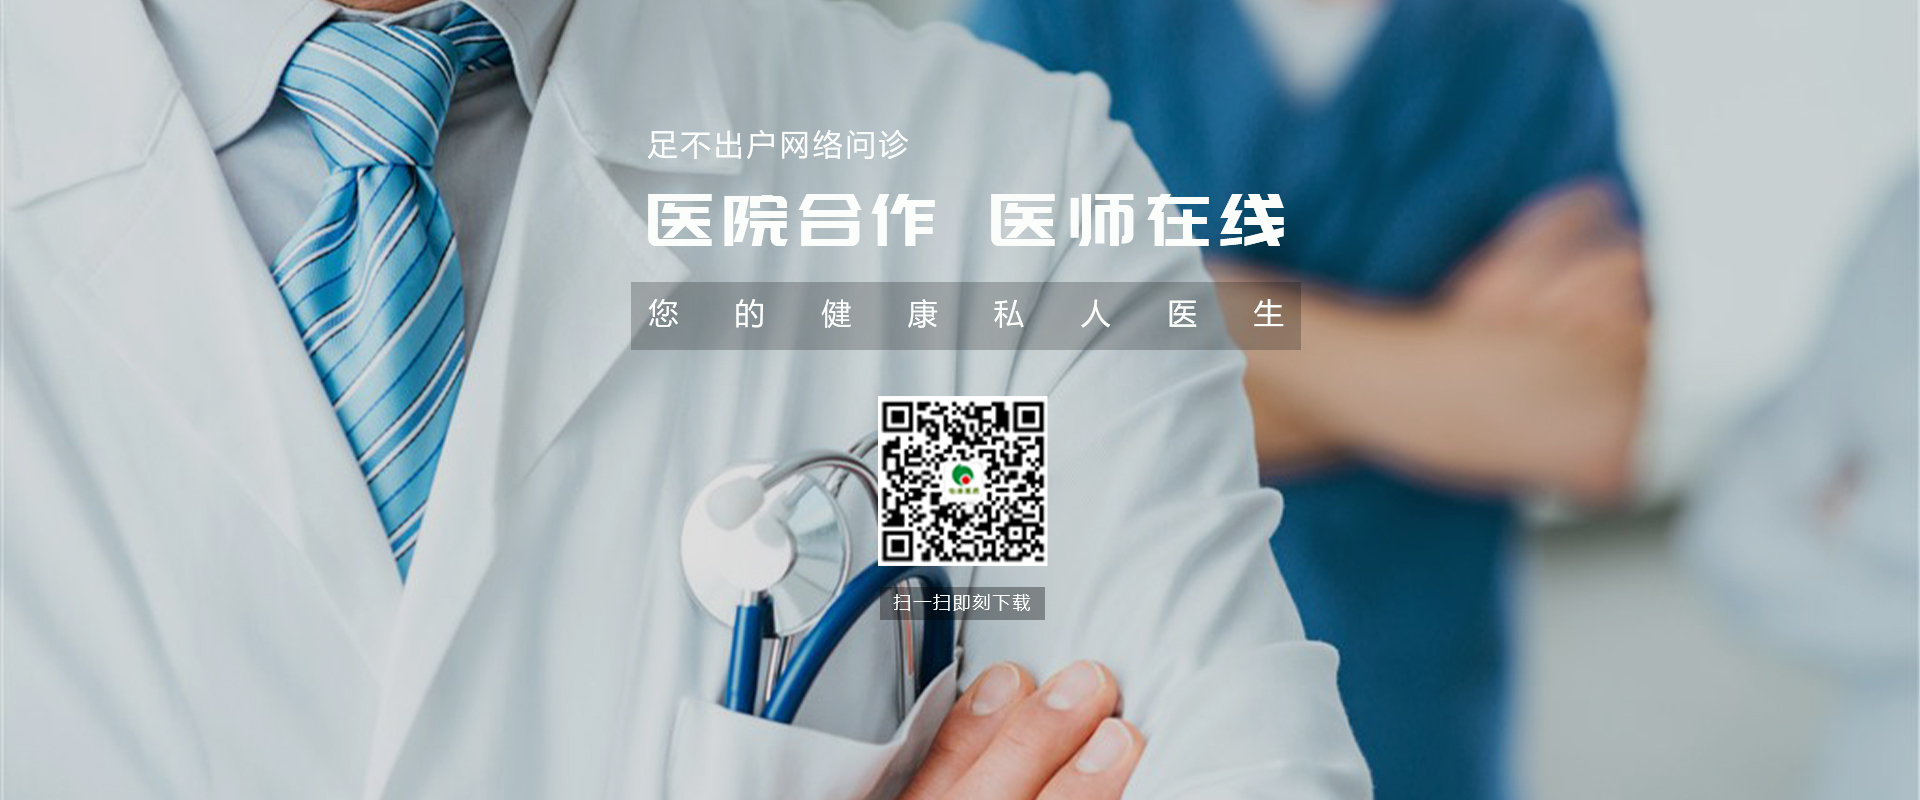 足不出户网络问诊
医院合作 医师在线
您的健康私人医生
扫一扫即刻下载